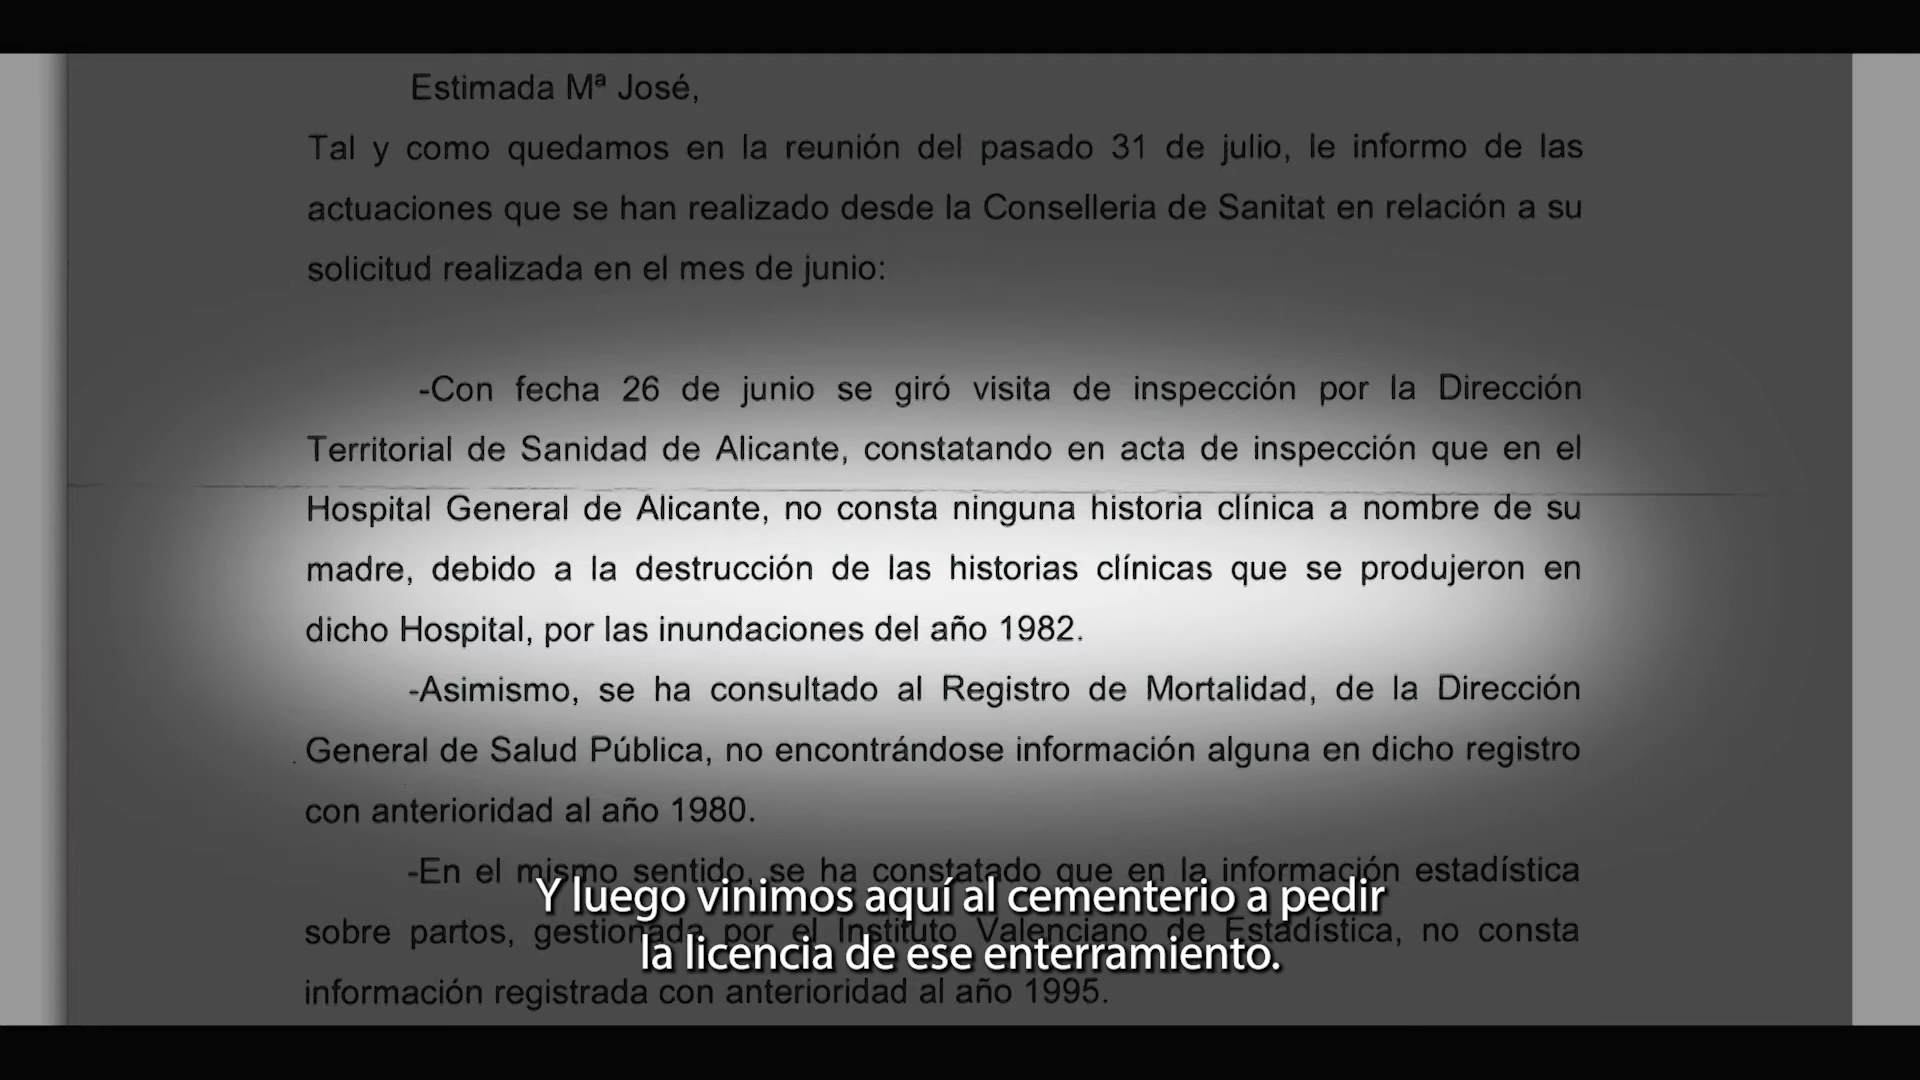 Estimada Mª José,
Tal y como quedamos en la reunión del pasado 31 de julio, le informo de las
actuaciones que se han realizado desde la Conselleria de Sanitat en relación a su
solicitud realizada en el mes de junio:
-Con fecha 26 de junio se giró visita de inspección por la Dirección
Territorial de Sanidad de Alicante, constatando en acta de inspección que en el
Hospital General de Alicante, no consta ninguna historia clínica a nombre de su
madre, debido a la destrucción de las historias clínicas que se produjeron en
dicho Hospital, por las inundaciones del año 1982.
-Asimismo, se ha consultado al Registro de Mortalidad, de la Dirección
General de Salud Pública, no encontrándose información alguna en dicho registro
con anterioridad al año 1980.
-En el mismo sentido, se ha constatado que en la información estadística
sobre partos, gestionada por el Instituto Valenciano de Estadística, no consta
información registrada con anterioridad al año 1995.
Y luego vinimos aquí al cementerio a pedir
la licencia de ese enterramiento.